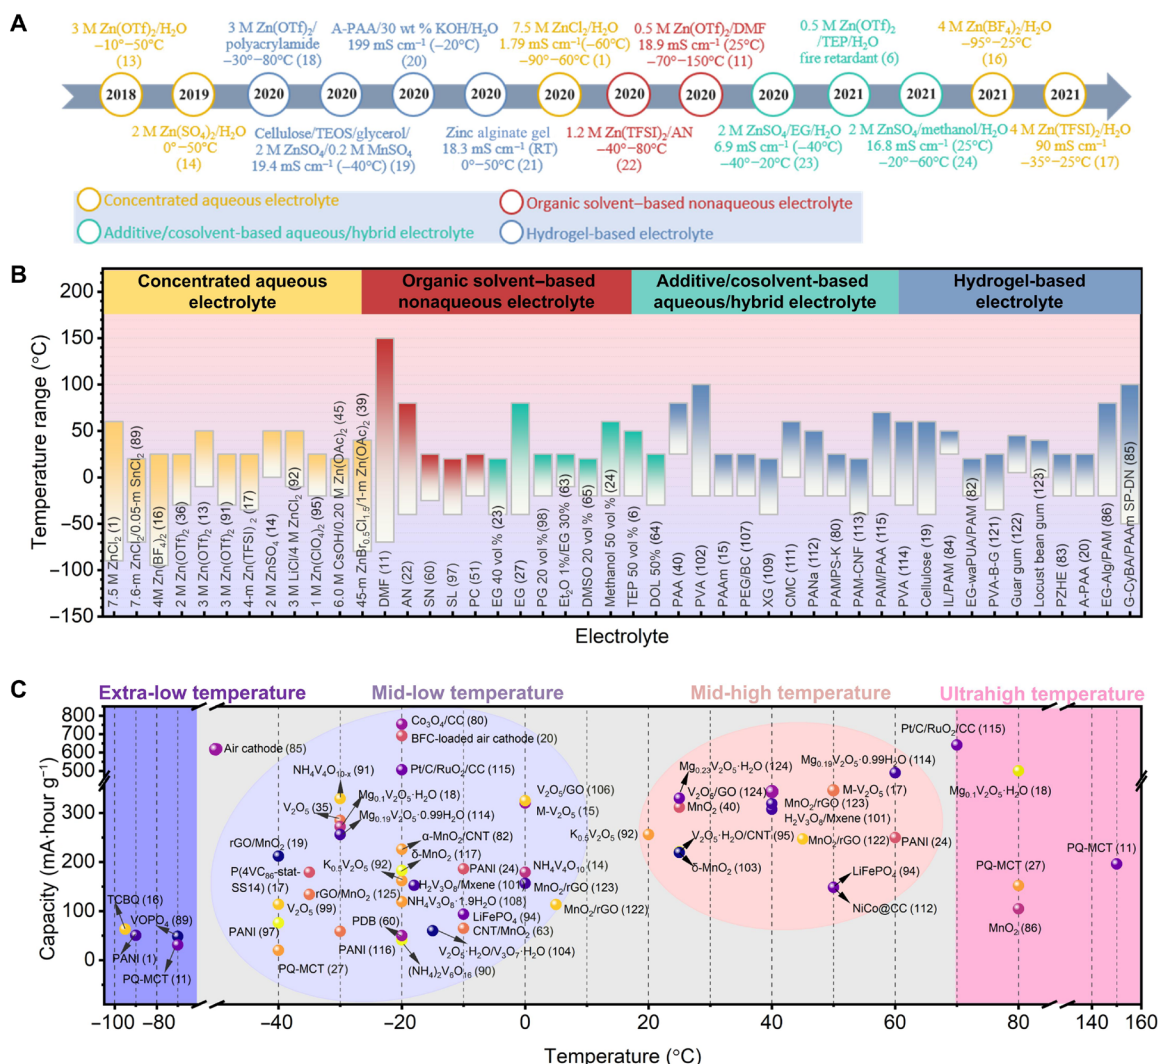 A
3 M Zn(OTf)₂/H₂O
−10°–50°C
(13)
3 M Zn(OTf)₂/
polyacrylamide
−30°–80°C (18)
A-PAA/30 wt % KOH/H₂O
199 mS cm⁻¹ (−20°C)
(20)
7.5 M ZnCl₂/H₂O
1.79 mS cm⁻¹(−60°C)
−90°–60°C (1)
0.5 M Zn(OTf)₂/DMF
18.9 mS cm⁻¹ (25°C)
−70°–150°C (11)
0.5 M Zn(OTf)₂
/TEP/H₂O
fire retardant (6)
4 M Zn(BF₄)₂/H₂O
−95°–25°C
(16)
2018 2019 2020 2020 2020 2020 2020 2020 2020 2020 2021 2021 2021 2021
2 M Zn(SO₄)₂/H₂O
0°–50°C
(14)
Cellulose/TEOS/glycerol/
2 M ZnSO₄/0.2 M MnSO₄
19.4 mS cm⁻¹ (−40°C) (19)
Zinc alginate gel
18.3 mS cm⁻¹ (RT)
0°–50°C (21)
1.2 M Zn(TFSI)₂/AN
−40°–80°C
(22)
2 M ZnSO₄/EG/H₂O
6.9 mS cm⁻¹ (−40°C)
−40°–20°C (23)
2 M ZnSO₄/methanol/H₂O
16.8 mS cm⁻¹ (25°C)
−20°–60°C (24)
4 M Zn(TFSI)₂/H₂O
90 mS cm⁻¹
−35°–25°C (17)
Concentrated aqueous electrolyte
Organic solvent–based nonaqueous electrolyte
Additive/cosolvent-based aqueous/hybrid electrolyte
Hydrogel-based electrolyte
B
Concentrated aqueous
electrolyte
Organic solvent–based
nonaqueous electrolyte
Additive/cosolvent-based
aqueous/hybrid electrolyte
Hydrogel-based
electrolyte
Temperature range (°C)
200
150
100
50
0
−50
−100
−150
7.5 M ZnCl₂ (1)
7.6-m ZnCl₂/0.05-m SnCl₂ (89)
4M Zn(BF₄)₂ (16)
2 M Zn(OTf)₂ (36)
3 M Zn(OTf)₂ (13)
3 M Zn(OTf)₂ (91)
4-m Zn(TFSI)₂ (17)
2 M ZnSO₄ (14)
3 M LiCl/4 M ZnCl₂ (92)
1 M Zn(ClO₄)₂ (95)
6.0 M CsOH/0.20 M Zn(OAc)₂ (45)
45-m ZnBr₀.₅Cl₁.₅/1-m Zn(OAc)₂ (39)
DMF (11)
AN (22)
SN (60)
SL (97)
PC (51)
EG 40 vol % (23)
EG (27)
PG 20 vol %(98)
Et₂O 1%/EG 30% (63)
DMSO 20 vol % (65)
Methanol 50 vol % (24)
TEP 50 vol % (6)
DOL 50% (64)
PAA (40)
PVA (102)
PAAm (15)
PEG/BC (107)
XG (109)
CMC (111)
PANa (112)
PAMPS-K (80)
PAM-CNF (113)
PAM/PAA (115)
PVA (114)
Cellulose (19)
IL/PAM (84)
EG-waPUA/PAM (82)
PVA-B-G (121)
Guar gum (122)
Locust bean gum (123)
PZHE (83)
A-PAA (20)
EG-Alg/PAM (86)
G-CyBA/PAAm SP-DN (85)
Electrolyte
C
Extra-low temperature
Mid-low temperature
Mid-high temperature
Ultrahigh temperature
Capacity (mA·hour g⁻¹)
800
700
600
500
300
200
100
0
Co₃O₄/CC (80)
BFC-loaded air cathode (20)
Air cathode (85)
Pt/C/RuO₂/CC (115)
NH₄V₄O₁₀₋ₓ (91)
Mg₀.₁V₂O₅·H₂O (18)
V₂O₅ (35)
Mg₀.₁₉V₂O₅·0.99H₂O (114)
V₂O₅/GO (106)
M-V₂O₅ (15)
rGO/MnO₂ (19)
α-MnO₂/CNT (82)
δ-MnO₂ (117)
K₀.₅V₂O₅ (92)
P(4VC₈₆-stat-
SS14) (17)
PANI (24)
NH₄V₄O₁₀ (14)
H₂V₃O₈/Mxene (101)
MnO₂/rGO (123)
rGO/MnO₂ (125)
NH₄V₃O₈·1.9H₂O (108)
MnO₂/rGO (122)
V₂O₅ (99)
LiFePO₄ (94)
PDB (60)
CNT/MnO₂ (63)
PANI (97)
PANI (116)
V₂O₅·H₂O/V₃O₇·H₂O (104)
PQ-MCT (27)
(NH₄)₂V₆O₁₆ (90)
TCBQ (16)
VOPO₄ (89)
PANI (1)
PQ-MCT (11)
Pt/C/RuO₂/CC (115)
Mg₀.₂₃V₂O₅·H₂O (124)
Mg₀.₁₉V₂O₅·0.99H₂O (114)
V₂O₅/GO (124)
M-V₂O₅ (17)
MnO₂ (40)
MnO₂/rGO (123)
H₂V₃O₈/Mxene (101)
K₀.₅V₂O₅ (92)
V₂O₅·H₂O/CNT (95)
MnO₂/rGO (122)
PANI (24)
δ-MnO₂ (103)
LiFePO₄ (94)
NiCo@CC (112)
Mg₀.₁V₂O₅·H₂O (18)
PQ-MCT (11)
PQ-MCT (27)
MnO₂
(86)
−100 −80 −40 −20 0 20 40 60 80 140 160
Temperature (°C)